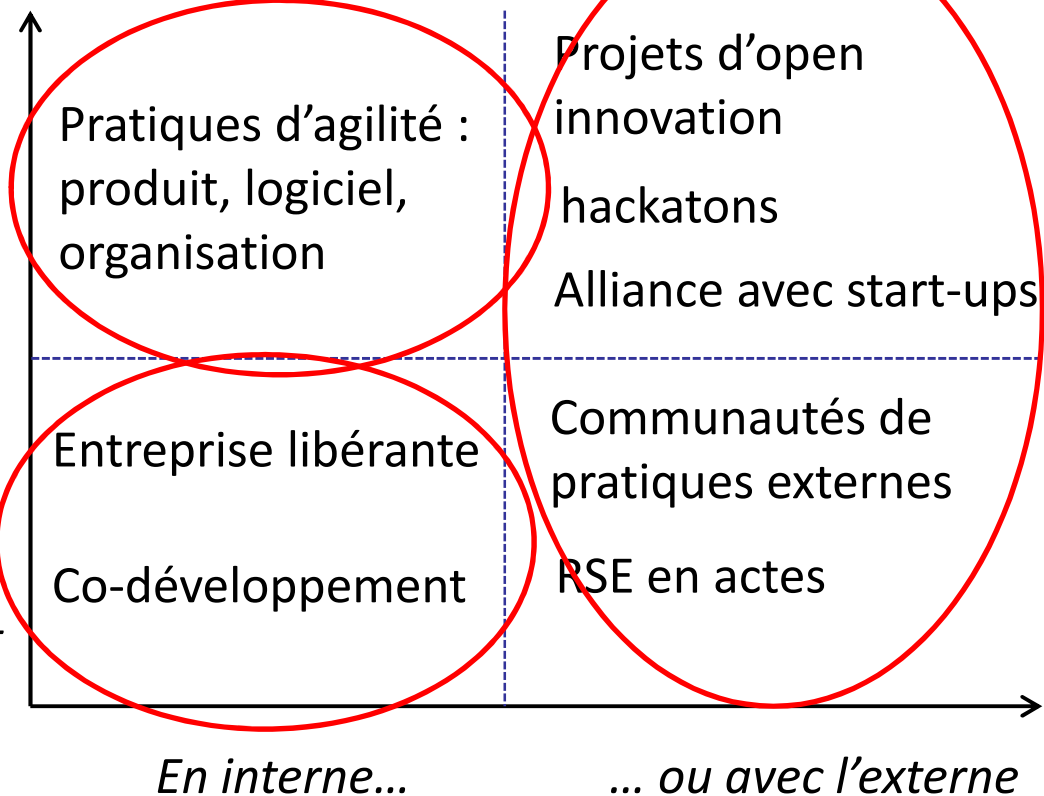 Pratiques d’agilité :
produit, logiciel,
organisation
Projets d’open
innovation
hackatons
Alliance avec start-ups
Entreprise libérante
Co-développement
Communautés de
pratiques externes
RSE en actes
En interne…
… ou avec l’externe